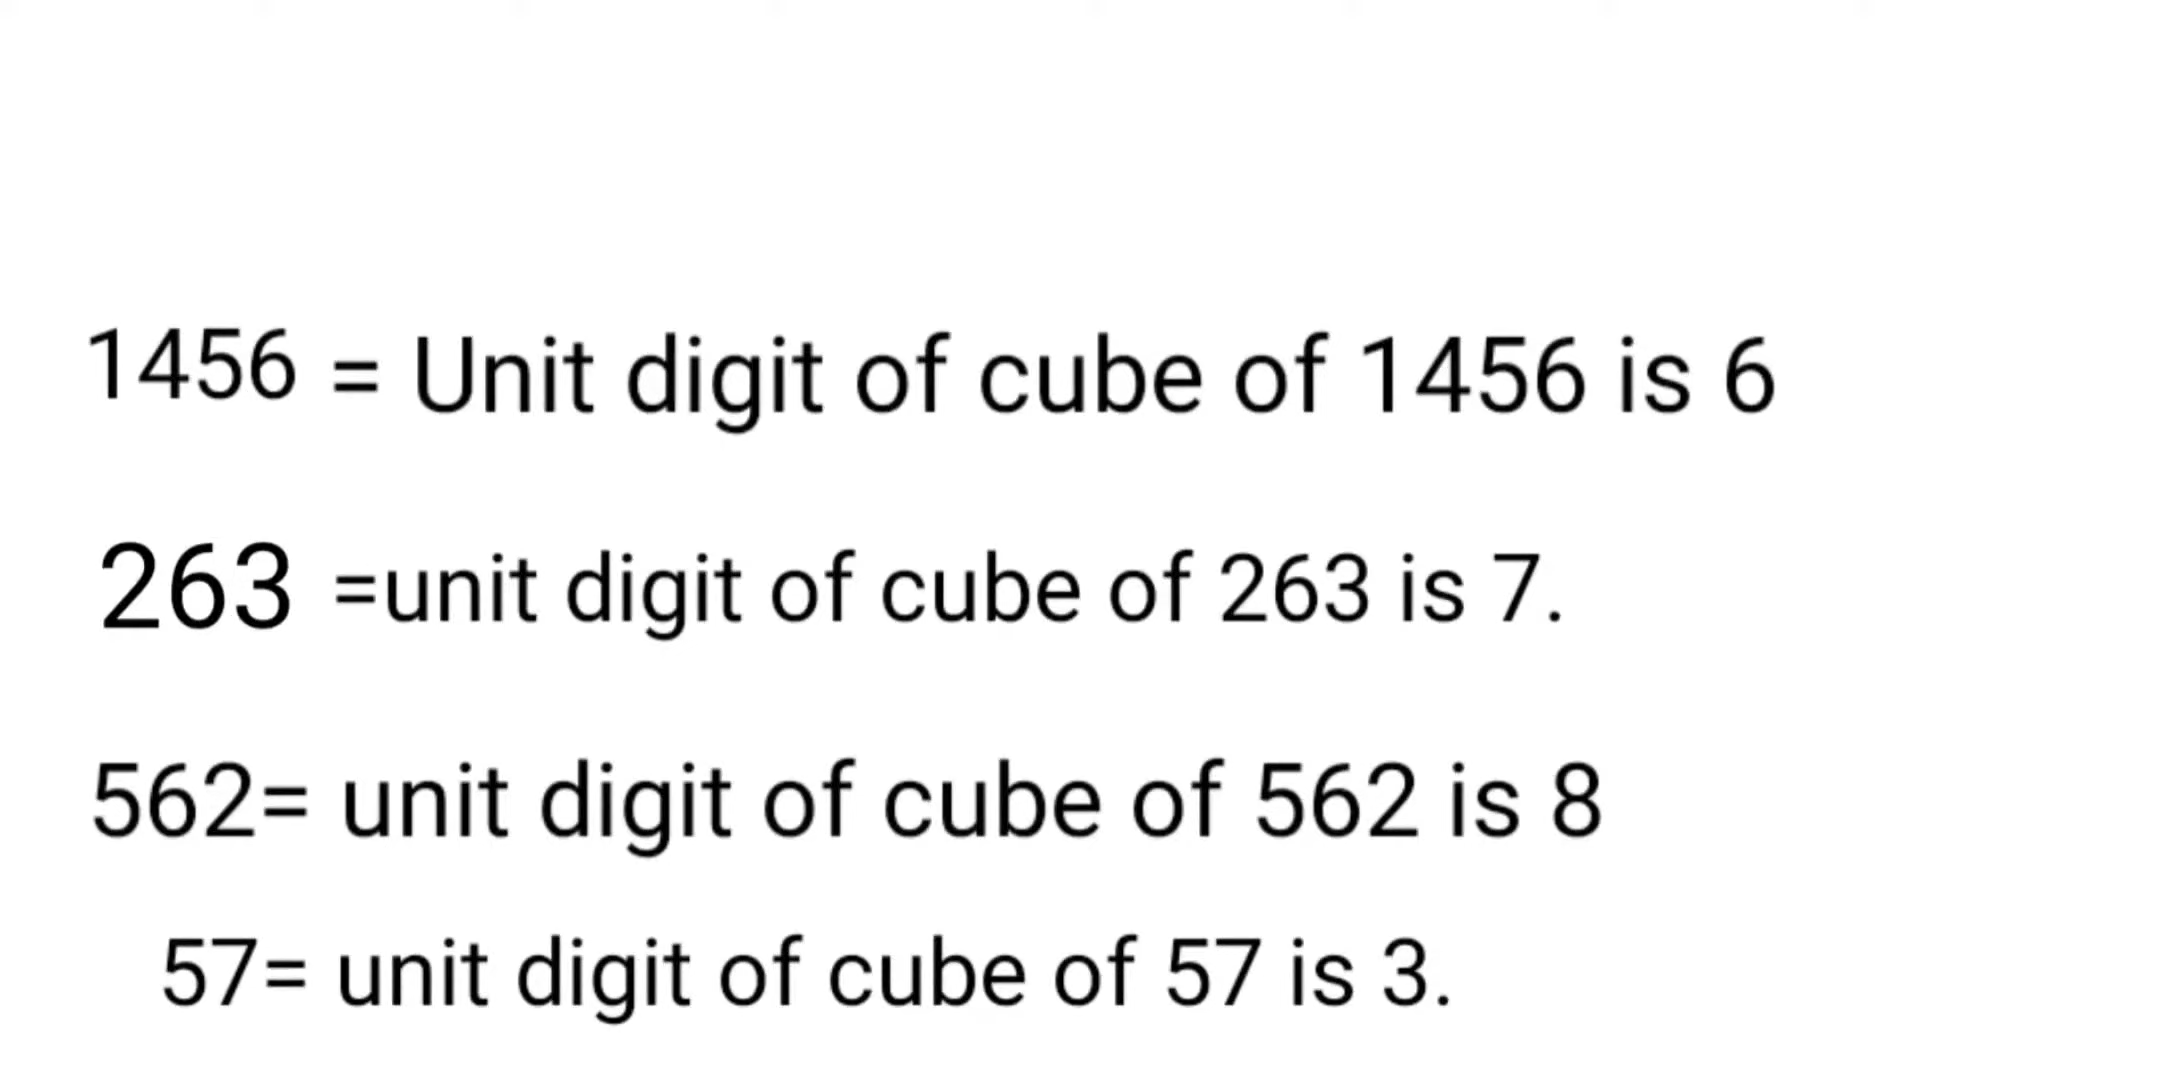 1456 = Unit digit of cube of 1456 is 6
263 =unit digit of cube of 263 is 7.
562= unit digit of cube of 562 is 8
57= unit digit of cube of 57 is 3.